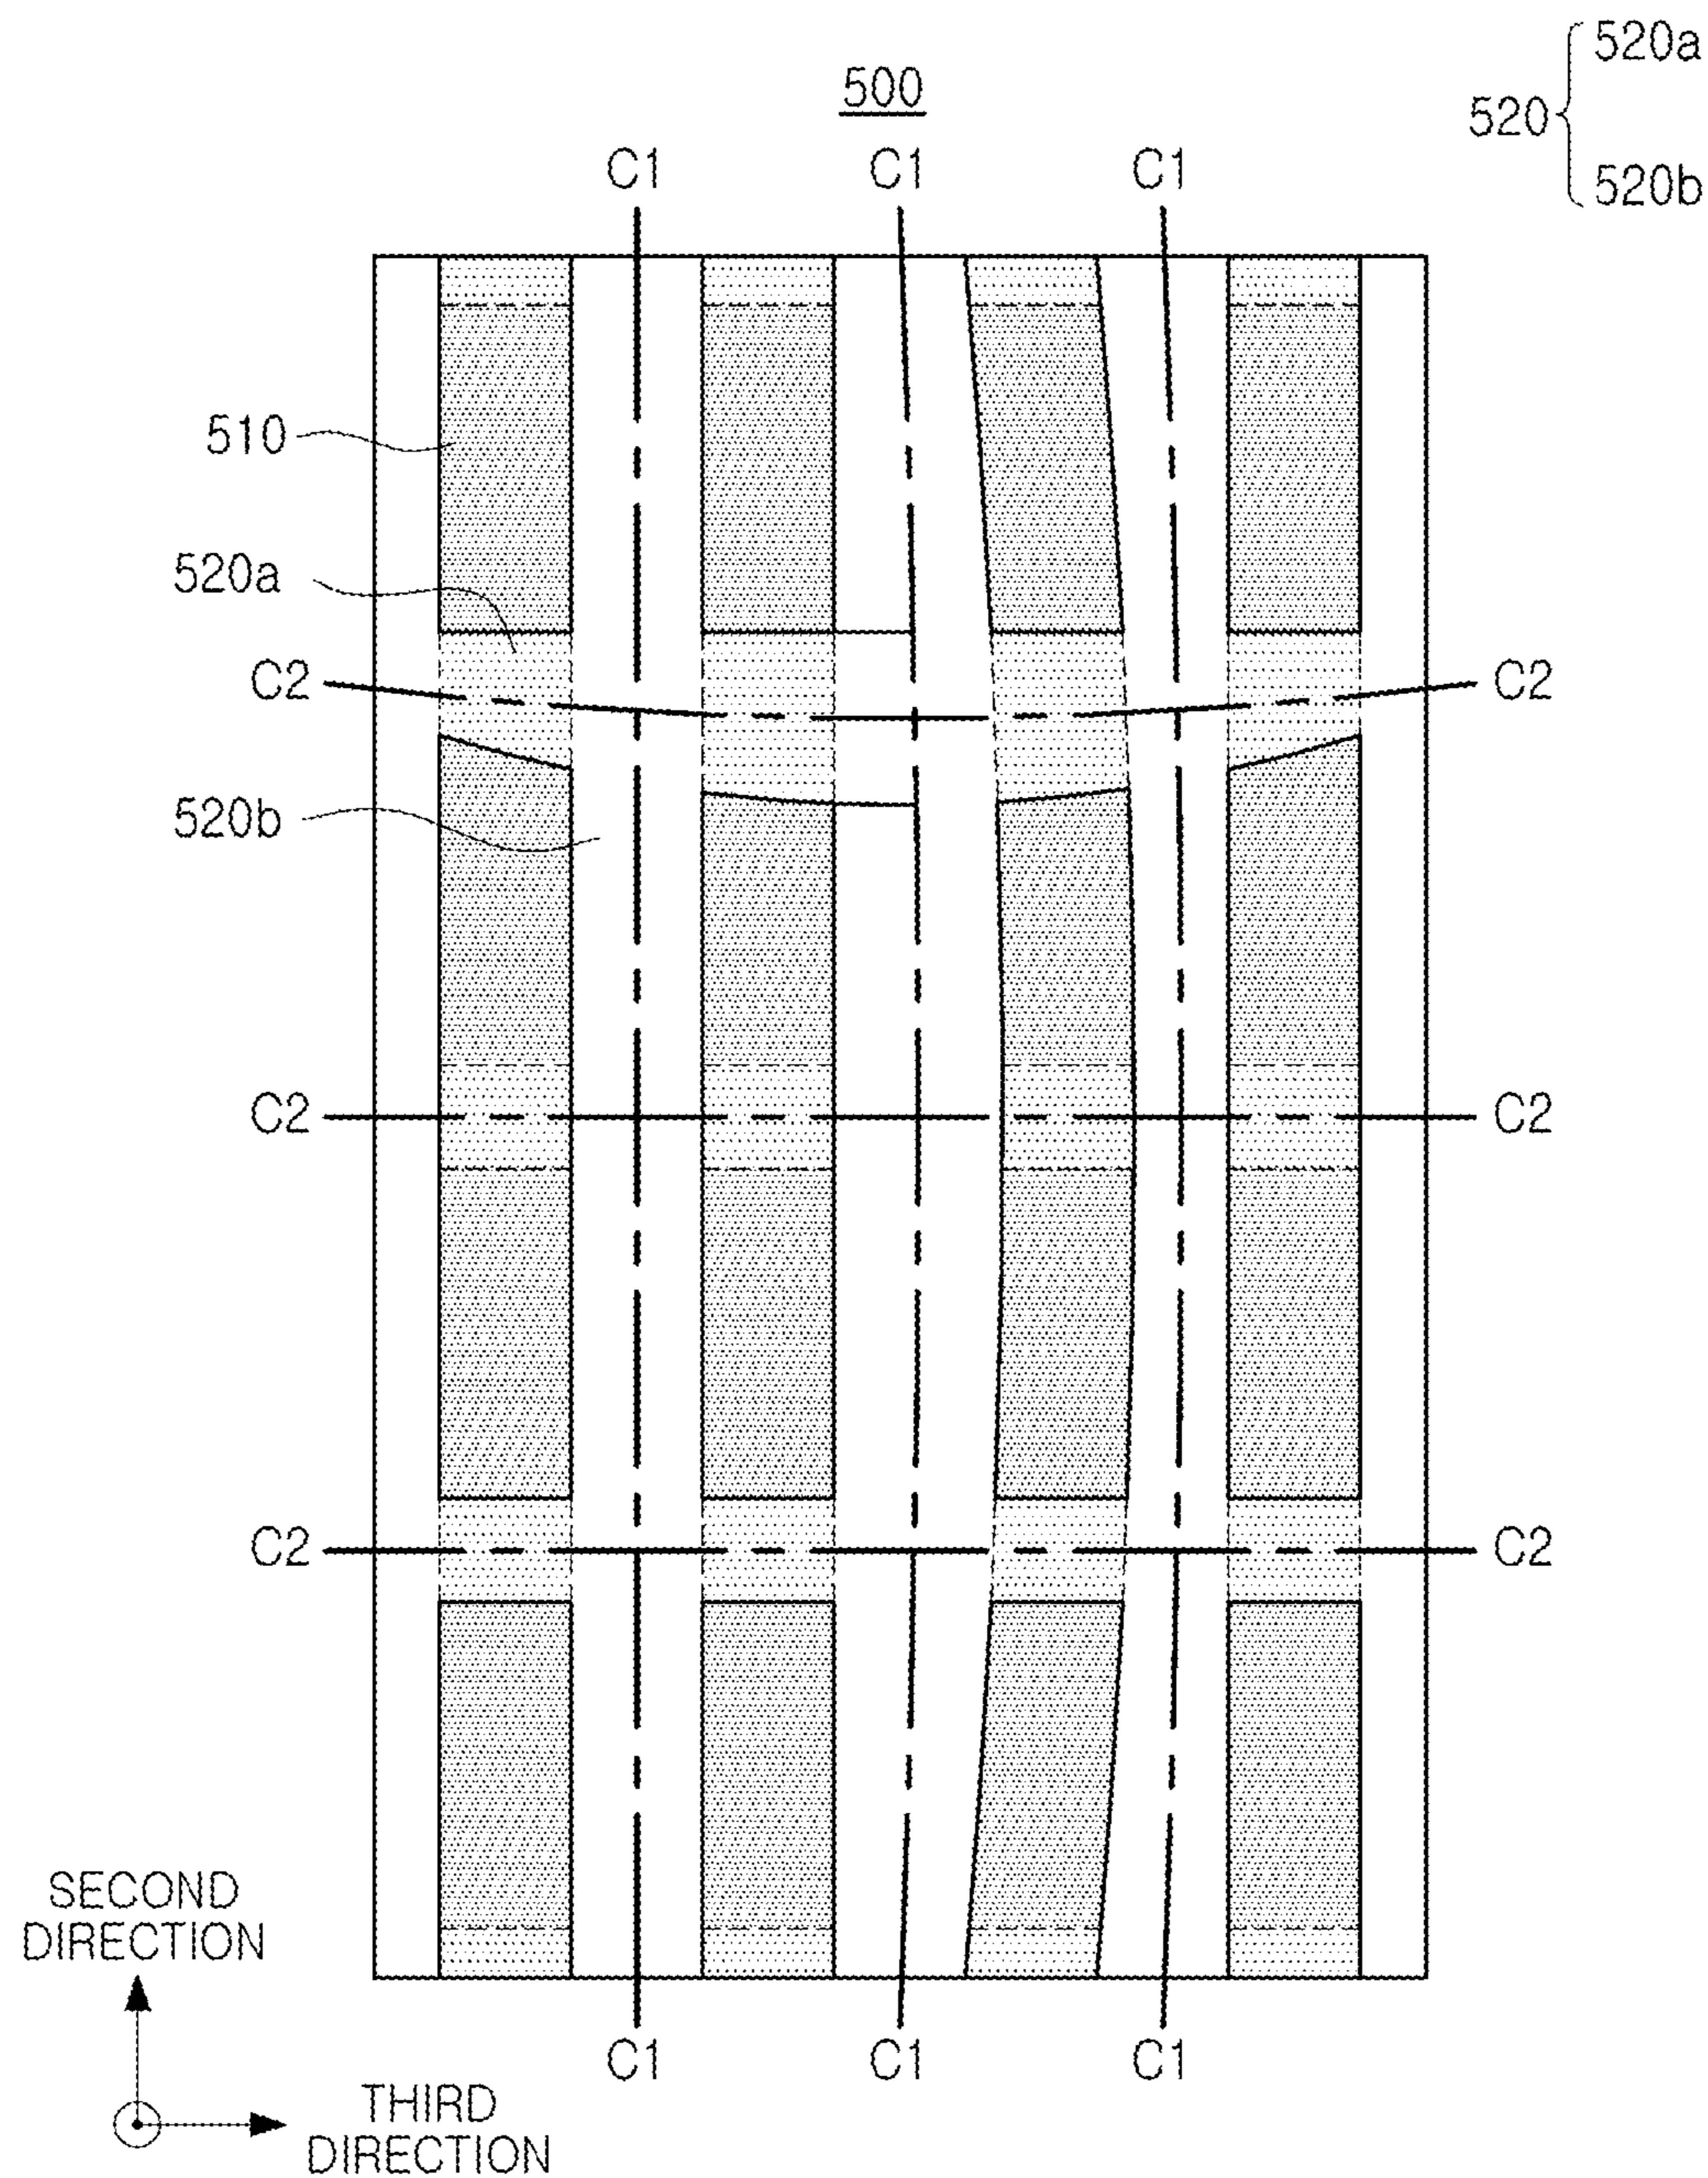 520a
500
520
C1 C1 C1
520b
510
520a
C2 C2
520b
C2 C2
C2 C2
SECOND
DIRECTION
C1 C1 C1
THIRD
DIRECTION